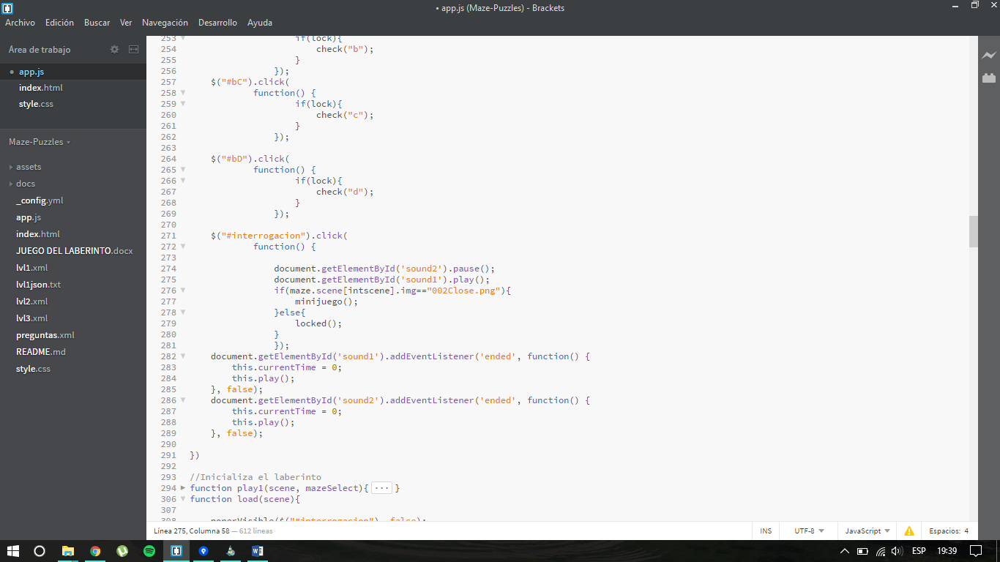 • app.js (Maze-Puzzles) - Brackets
Archivo Edición Buscar Ver Navegación Desarrollo Ayuda
Área de trabajo
app.js
index.html
style.css
Maze-Puzzles
assets
docs
_config.yml
app.js
index.html
JUEGO DEL LABERINTO.docx
lvl1.xml
lvl1json.txt
lvl2.xml
lvl3.xml
preguntas.xml
README.md
style.css
253 if(lock){
254 check("b");
255 }
256 });
257 $("#bC").click(
258 function() {
259 if(lock){
260 check("c");
261 }
262 });
263
264 $("#bD").click(
265 function() {
266 if(lock){
267 check("d");
268 }
269 });
270
271 $("#interrogacion").click(
272 function() {
273
274 document.getElementById('sound2').pause();
275 document.getElementById('sound1').play();
276 if(maze.scene[intscene].img=="002Close.png"){
277 minijuego();
278 }else{
279 locked();
280 }
281 });
282 document.getElementById('sound1').addEventListener('ended', function() {
283 this.currentTime = 0;
284 this.play();
285 }, false);
286 document.getElementById('sound2').addEventListener('ended', function() {
287 this.currentTime = 0;
288 this.play();
289 }, false);
290
291 })
292
293 //Inicializa el laberinto
294 function play1(scene, mazeSelect){ ... }
306 function load(scene){
307
308 ponerVisible($("#interrogacion"), false);
Línea 275, Columna 58 — 612 líneas
INS UTF-8 JavaScript Espacios: 4
ESP 19:39